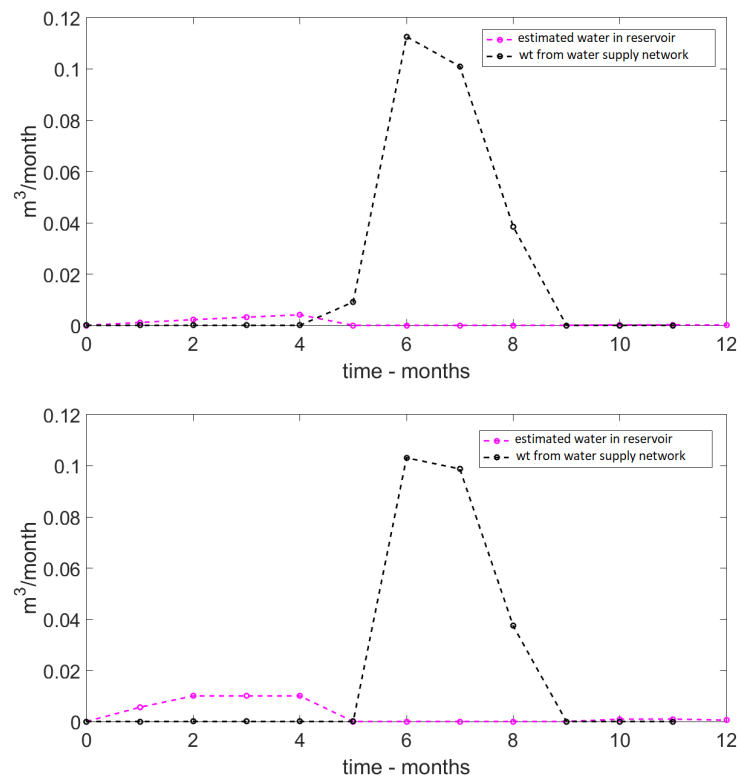 0.12
estimated water in reservoir
wt from water supply network
0.1
0.08
m³/month
0.06
0.04
0.02
0
0 2 4 6 8 10 12
time - months
0.12
estimated water in reservoir
wt from water supply network
0.1
0.08
m³/month
0.06
0.04
0.02
0
0 2 4 6 8 10 12
time - months